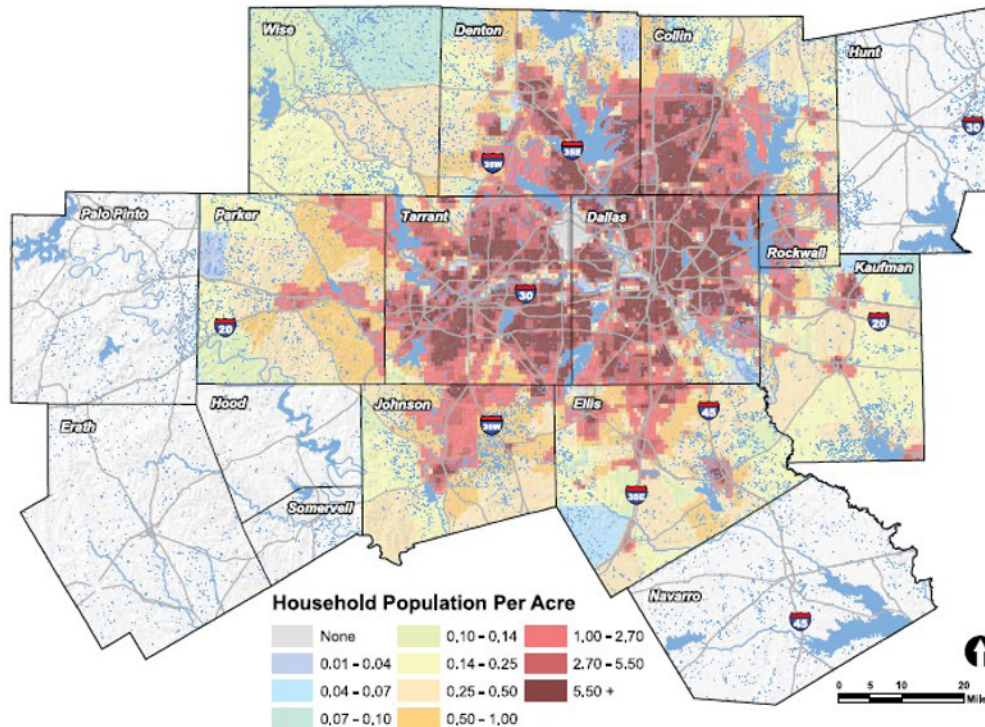 Wise
Denton
Collin
Hunt
30
35W
35E
Palo Pinto
Parker
Tarrant
Dallas
Rockwall
Kaufman
30
20
20
Erath
Hood
Johnson
35W
Ellis
45
Somervell
35E
Navarro
45
Household Population Per Acre
None
0.01 - 0.04
0.04 - 0.07
0.07 - 0.10
0.10 - 0.14
0.14 - 0.25
0.25 - 0.50
0.50 - 1.00
1.00 - 2.70
2.70 - 5.50
5.50 +
0 5 10 20